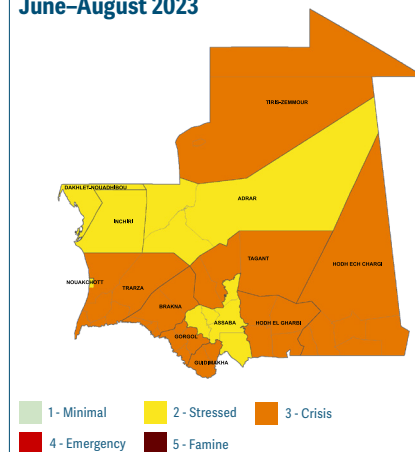 June–August 2023
TIRIS-ZEMMOUR
DAKHLET-NOUADHIBOU
ADRAR
INCHIRI
HODH ECH CHARGI
TAGANT
NOUAKCHOTT
TRARZA
BRAKNA
ASSABA
HODH EL GHARBI
GORGOL
GUIDIMAKHA
1 - Minimal
2 - Stressed
3 - Crisis
4 - Emergency
5 - Famine